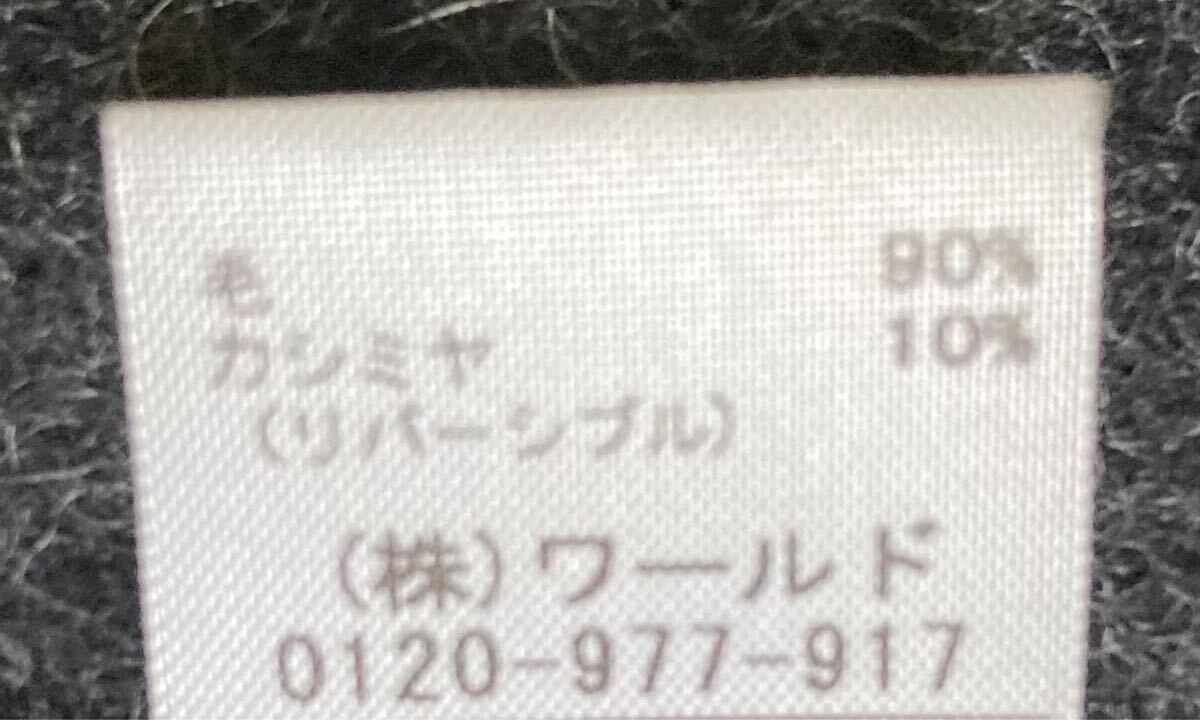 毛 90%
カシミヤ 10%
(リバーシブル)
(株)ワールド
0120-977-917